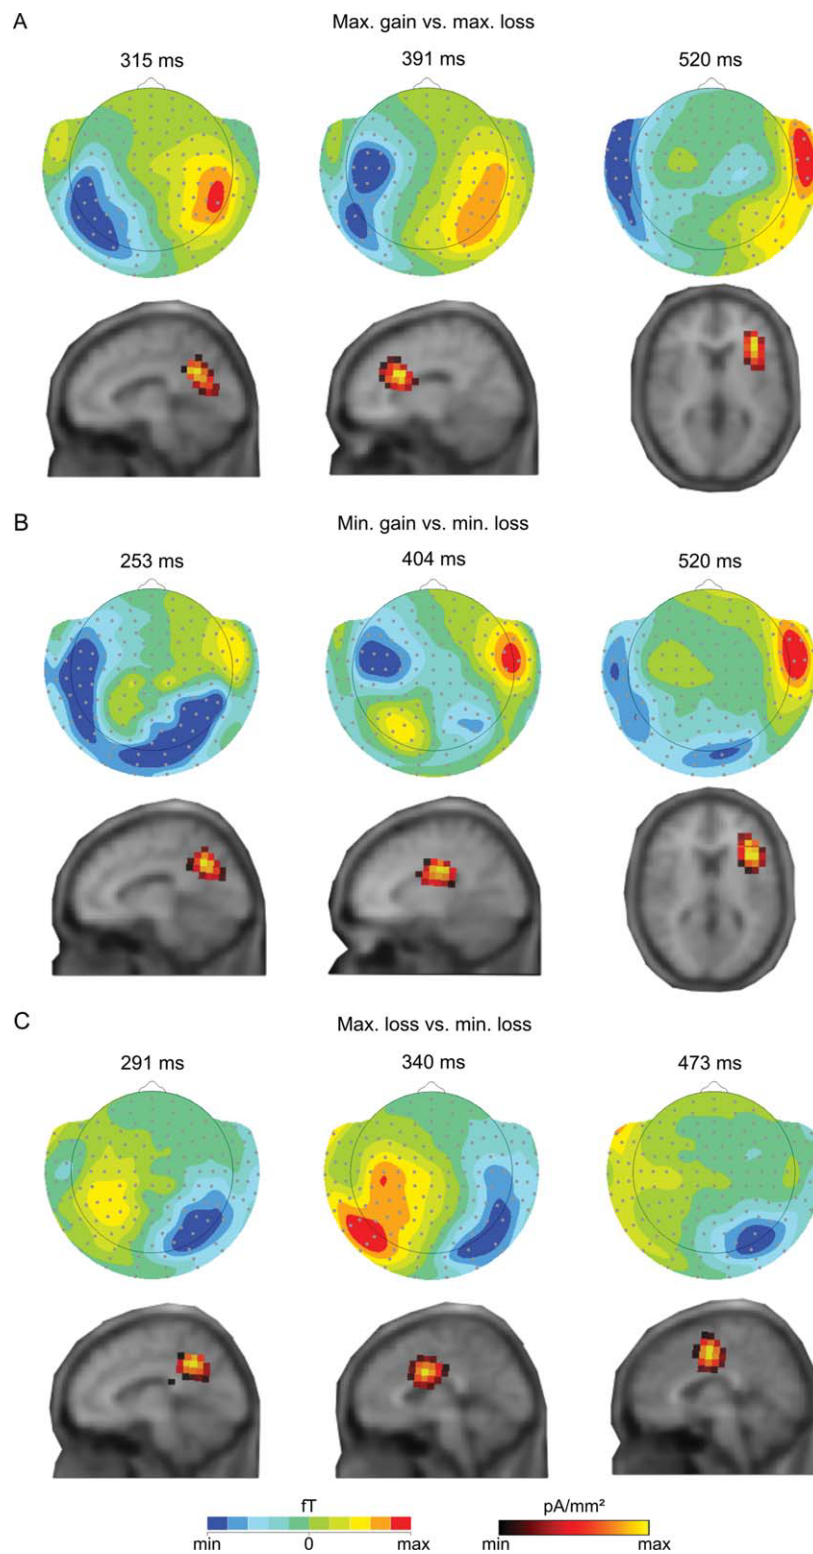 A Max. gain vs. max. loss
315 ms 391 ms 520 ms
B Min. gain vs. min. loss
253 ms 404 ms 520 ms
C Max. loss vs. min. loss
291 ms 340 ms 473 ms
fT pA/mm²
min 0 max min max